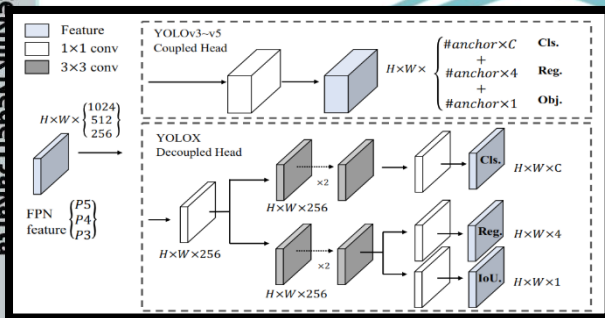 Feature
1×1 conv
3×3 conv
H×W×{1024
512
256}
FPN feature {P5
P4
P3}
YOLOv3~v5
Coupled Head
H×W×
#anchor×C Cls.
+
#anchor×4 Reg.
+
#anchor×1 Obj.
YOLOX
Decoupled Head
H×W×256
×2
H×W×256
Cls.
H×W×C
×2
H×W×256
Reg.
H×W×4
IoU.
H×W×1